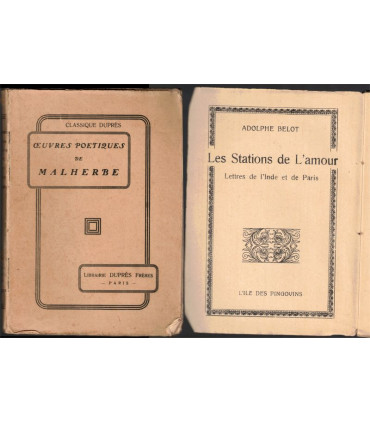 CLASSIQUE DUPRÈS
ŒUVRES POETIQUES
DE
MALHERBE
LIBRAIRIE DUPRÈS FRÈRES
— PARIS —
ADOLPHE BELOT
Les Stations de L'amour
Lettres de l'Inde et de Paris
L'ILE DES PINGOUINS